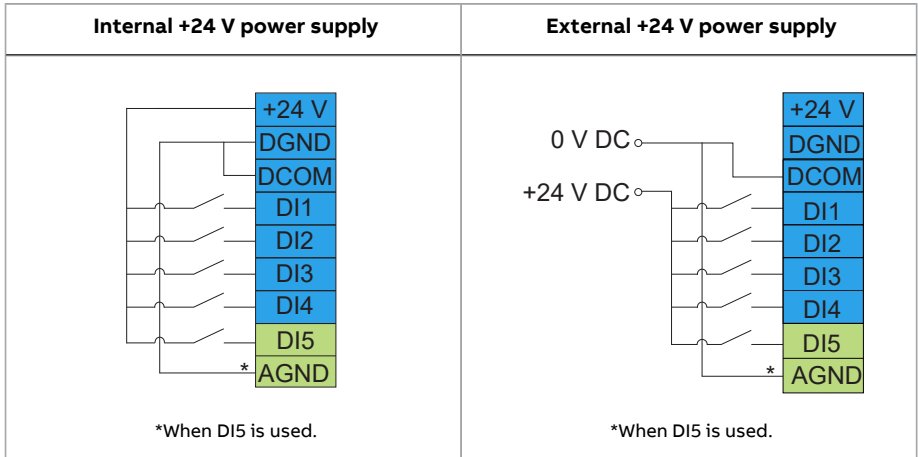 Internal +24 V power supply
External +24 V power supply
+24 V
DGND
DCOM
DI1
DI2
DI3
DI4
DI5
* AGND
*When DI5 is used.
0 V DC
+24 V DC
+24 V
DGND
DCOM
DI1
DI2
DI3
DI4
DI5
* AGND
*When DI5 is used.